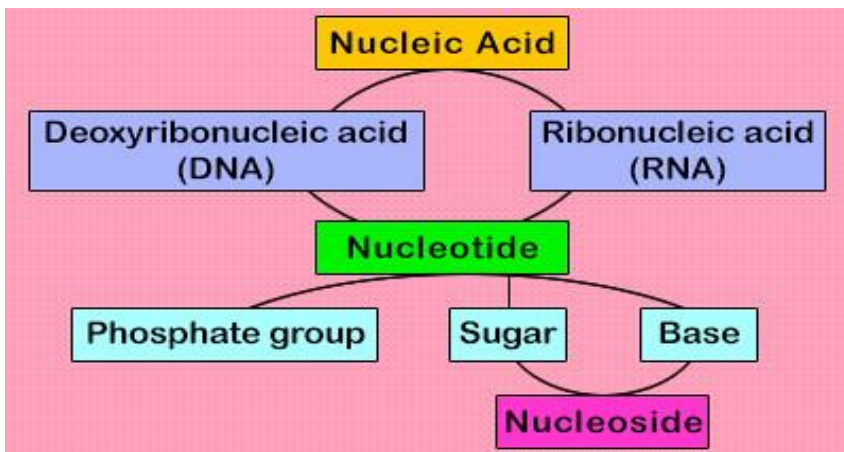 Nucleic Acid
Deoxyribonucleic acid
(DNA)
Ribonucleic acid
(RNA)
Nucleotide
Phosphate group
Sugar
Base
Nucleoside